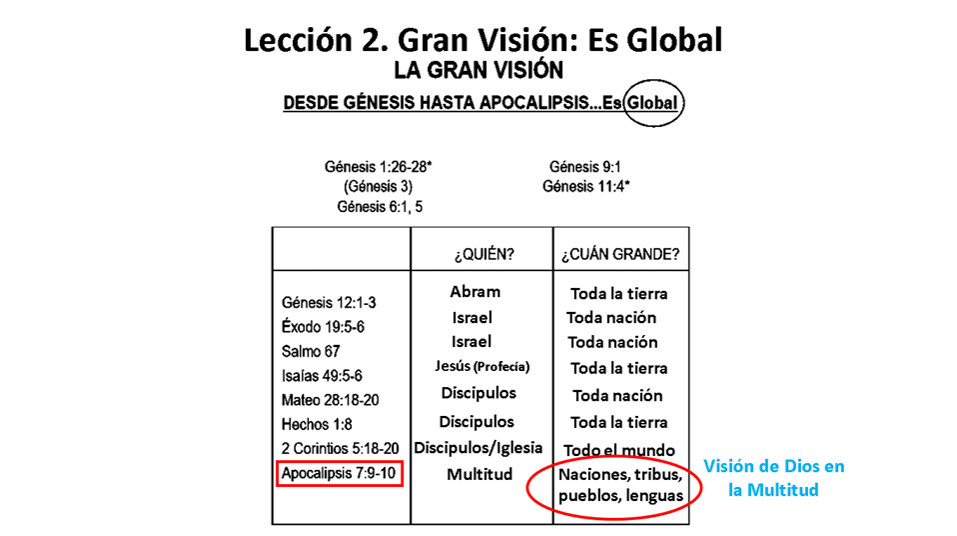 Lección 2. Gran Visión: Es Global
LA GRAN VISIÓN
DESDE GÉNESIS HASTA APOCALIPSIS...Es Global
Génesis 1:26-28*
(Génesis 3)
Génesis 6:1, 5
Génesis 9:1
Génesis 11:4*
¿QUIÉN? ¿CUÁN GRANDE?
Génesis 12:1-3 Abram Toda la tierra
Éxodo 19:5-6 Israel Toda nación
Salmo 67 Israel Toda nación
Isaías 49:5-6 Jesús (Profecía) Toda la tierra
Mateo 28:18-20 Discipulos Toda nación
Hechos 1:8 Discipulos Toda la tierra
2 Corintios 5:18-20 Discipulos/Iglesia Todo el mundo
Apocalipsis 7:9-10 Multitud Naciones, tribus,
pueblos, lenguas
Visión de Dios en
la Multitud